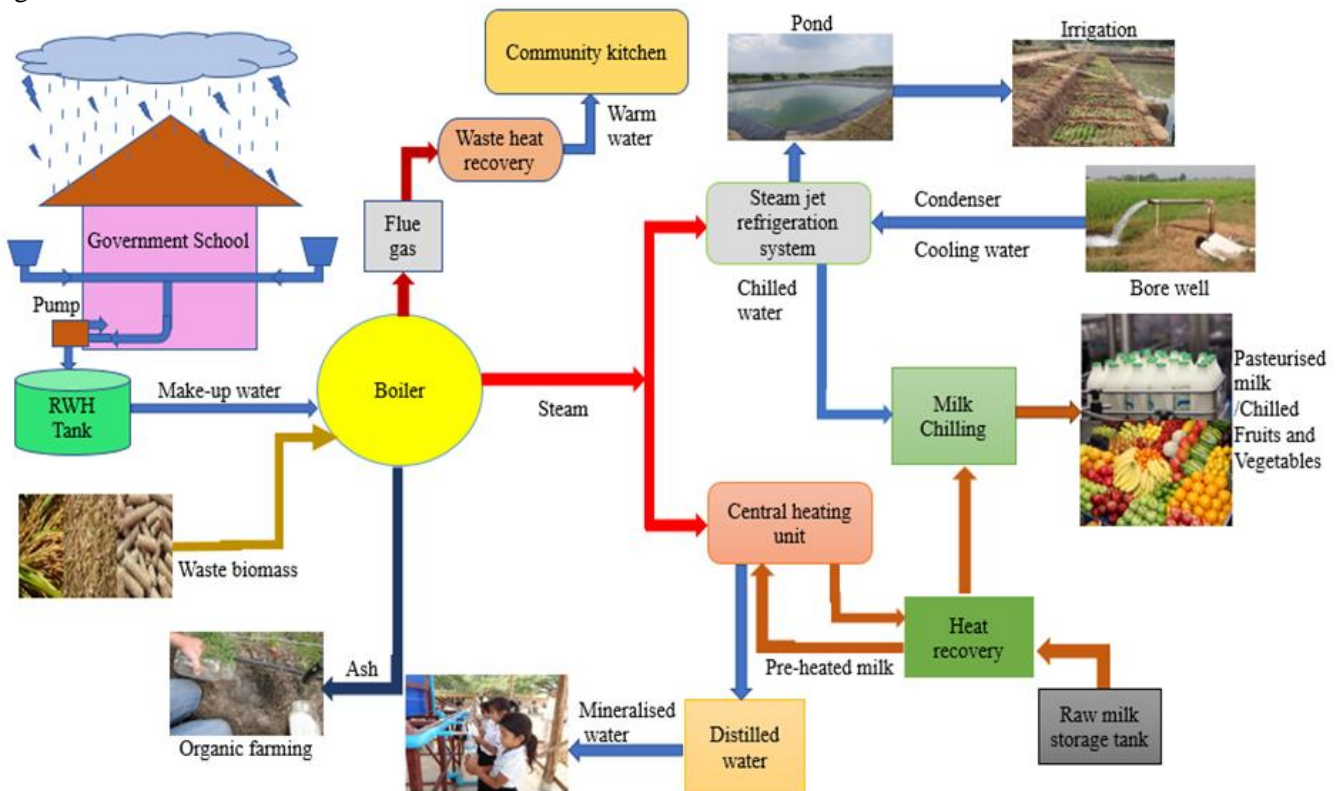 Pond
Irrigation
Community kitchen
Warm
water
Waste heat
recovery
Flue
gas
Steam jet
refrigeration
system
Condenser
Cooling water
Bore well
Government School
Pump
Chilled
water
RWH
Tank
Make-up water
Boiler
Steam
Milk
Chilling
Pasteurised
milk
/Chilled
Fruits and
Vegetables
Waste biomass
Central heating
unit
Heat
recovery
Pre-heated milk
Ash
Organic farming
Mineralised
water
Distilled
water
Raw milk
storage tank